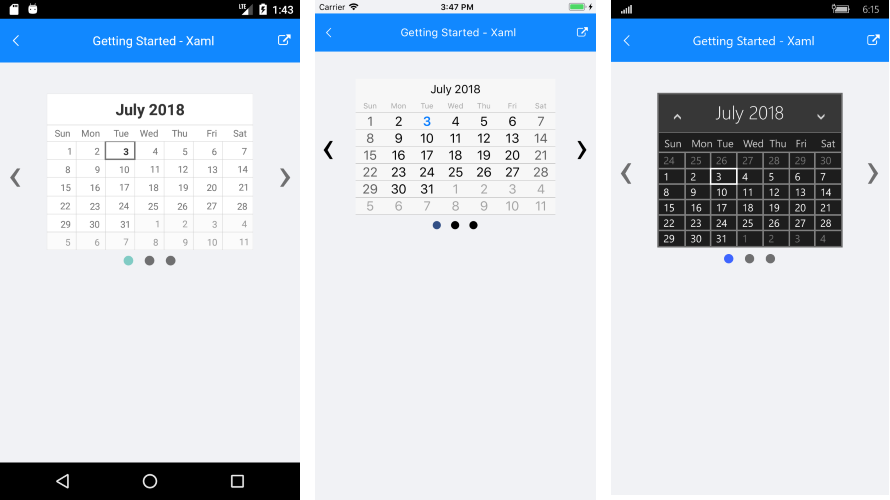 LTE 1:43
Getting Started - Xaml
July 2018
Sun Mon Tue Wed Thu Fri Sat
1 2 3 4 5 6 7
8 9 10 11 12 13 14
15 16 17 18 19 20 21
22 23 24 25 26 27 28
29 30 31 1 2 3 4
5 6 7 8 9 10 11
Carrier 3:47 PM
Getting Started - Xaml
July 2018
Sun Mon Tue Wed Thu Fri Sat
1 2 3 4 5 6 7
8 9 10 11 12 13 14
15 16 17 18 19 20 21
22 23 24 25 26 27 28
29 30 31 1 2 3 4
5 6 7 8 9 10 11
6:15
Getting Started - Xaml
July 2018
Sun Mon Tue Wed Thu Fri Sat
24 25 26 27 28 29 30
1 2 3 4 5 6 7
8 9 10 11 12 13 14
15 16 17 18 19 20 21
22 23 24 25 26 27 28
29 30 31 1 2 3 4